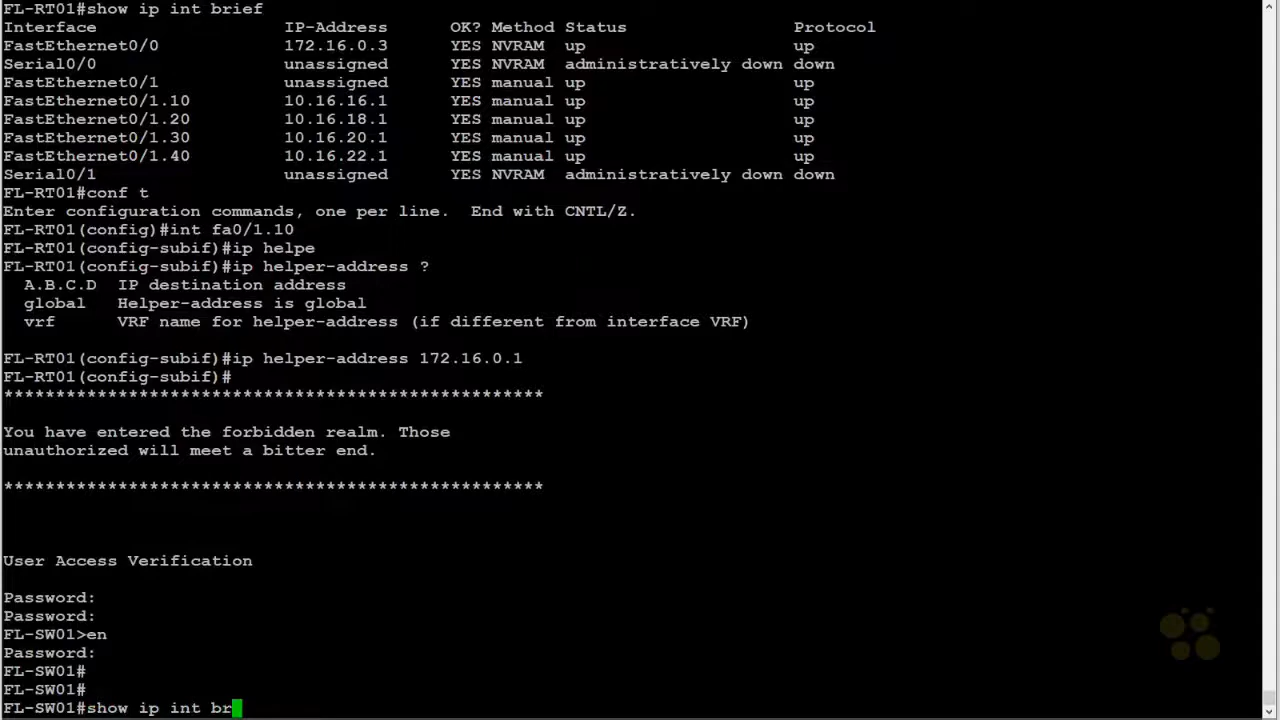 FL-RT01#show ip int brief
Interface IP-Address OK? Method Status Protocol
FastEthernet0/0 172.16.0.3 YES NVRAM up up
Serial0/0 unassigned YES NVRAM administratively down down
FastEthernet0/1 unassigned YES manual up up
FastEthernet0/1.10 10.16.16.1 YES manual up up
FastEthernet0/1.20 10.16.18.1 YES manual up up
FastEthernet0/1.30 10.16.20.1 YES manual up up
FastEthernet0/1.40 10.16.22.1 YES manual up up
Serial0/1 unassigned YES NVRAM administratively down down
FL-RT01#conf t
Enter configuration commands, one per line. End with CNTL/Z.
FL-RT01(config)#int fa0/1.10
FL-RT01(config-subif)#ip helpe
FL-RT01(config-subif)#ip helper-address ?
A.B.C.D IP destination address
global Helper-address is global
vrf VRF name for helper-address (if different from interface VRF)
FL-RT01(config-subif)#ip helper-address 172.16.0.1
FL-RT01(config-subif)#
****************************************************
You have entered the forbidden realm. Those
unauthorized will meet a bitter end.
****************************************************
User Access Verification
Password:
Password:
FL-SW01>en
Password:
FL-SW01#
FL-SW01#
FL-SW01#show ip int br